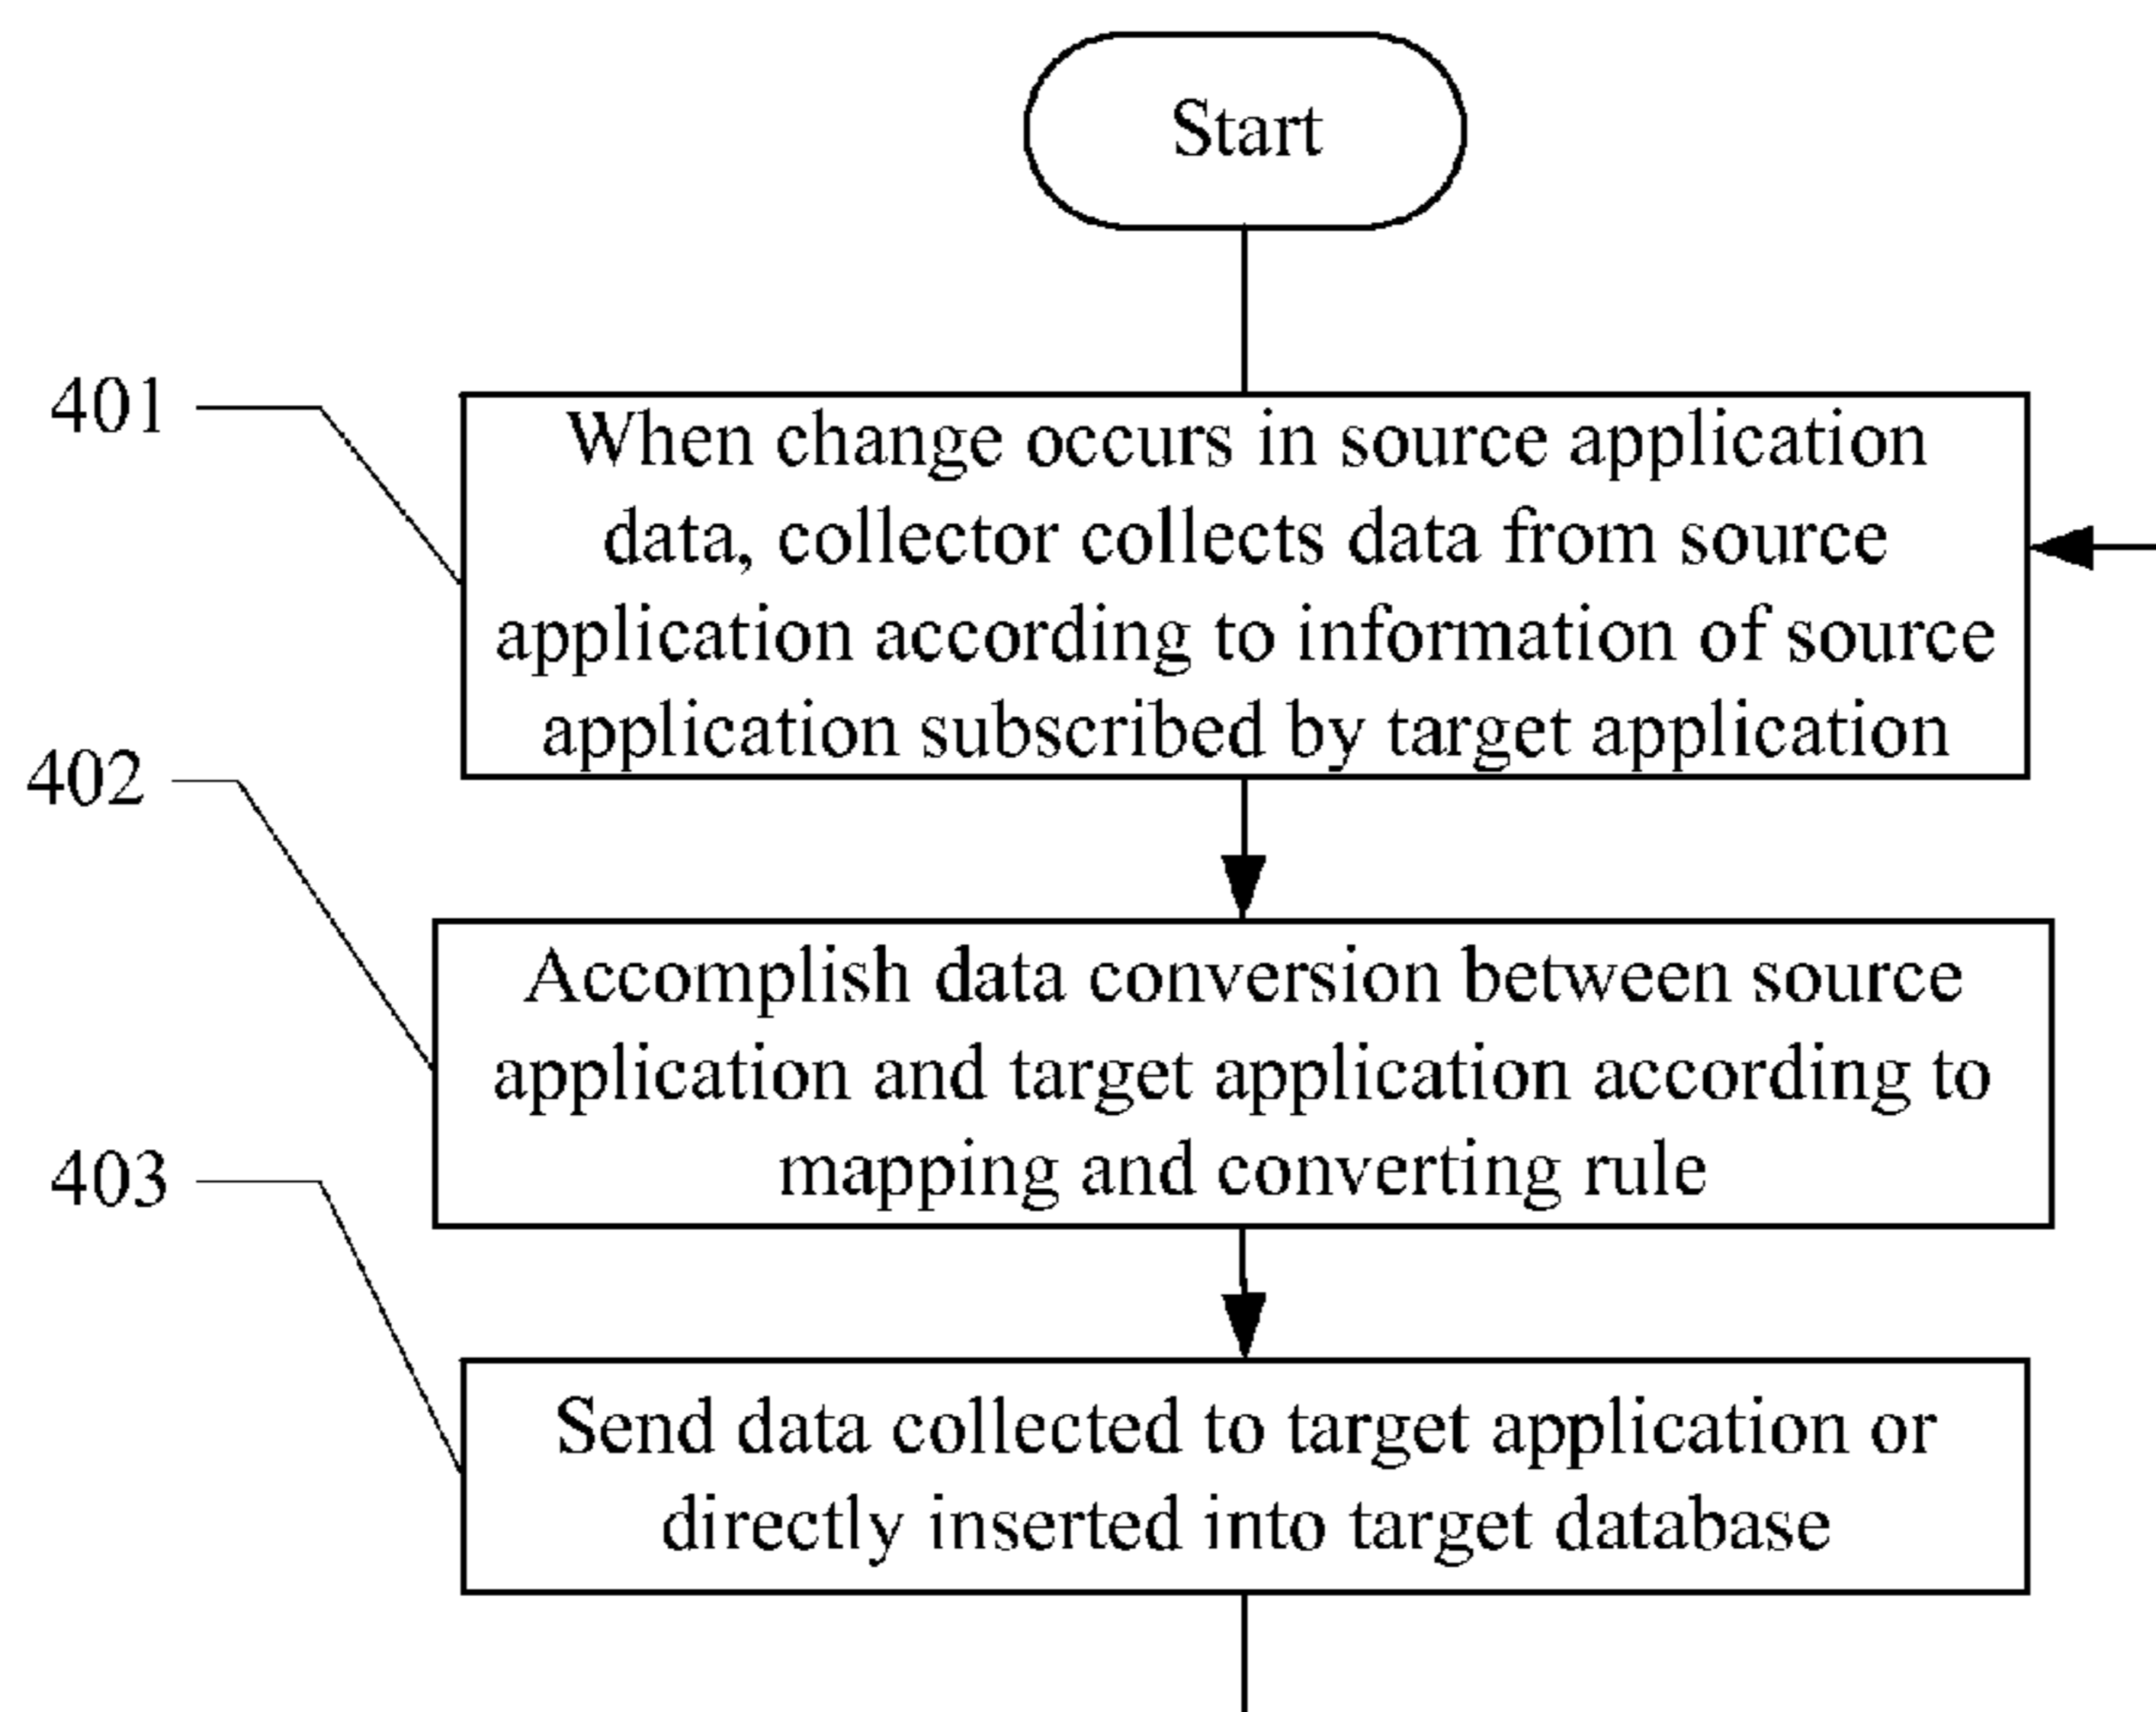 Start
401
When change occurs in source application
data, collector collects data from source
application according to information of source
application subscribed by target application
402
Accomplish data conversion between source
application and target application according to
mapping and converting rule
403
Send data collected to target application or
directly inserted into target database